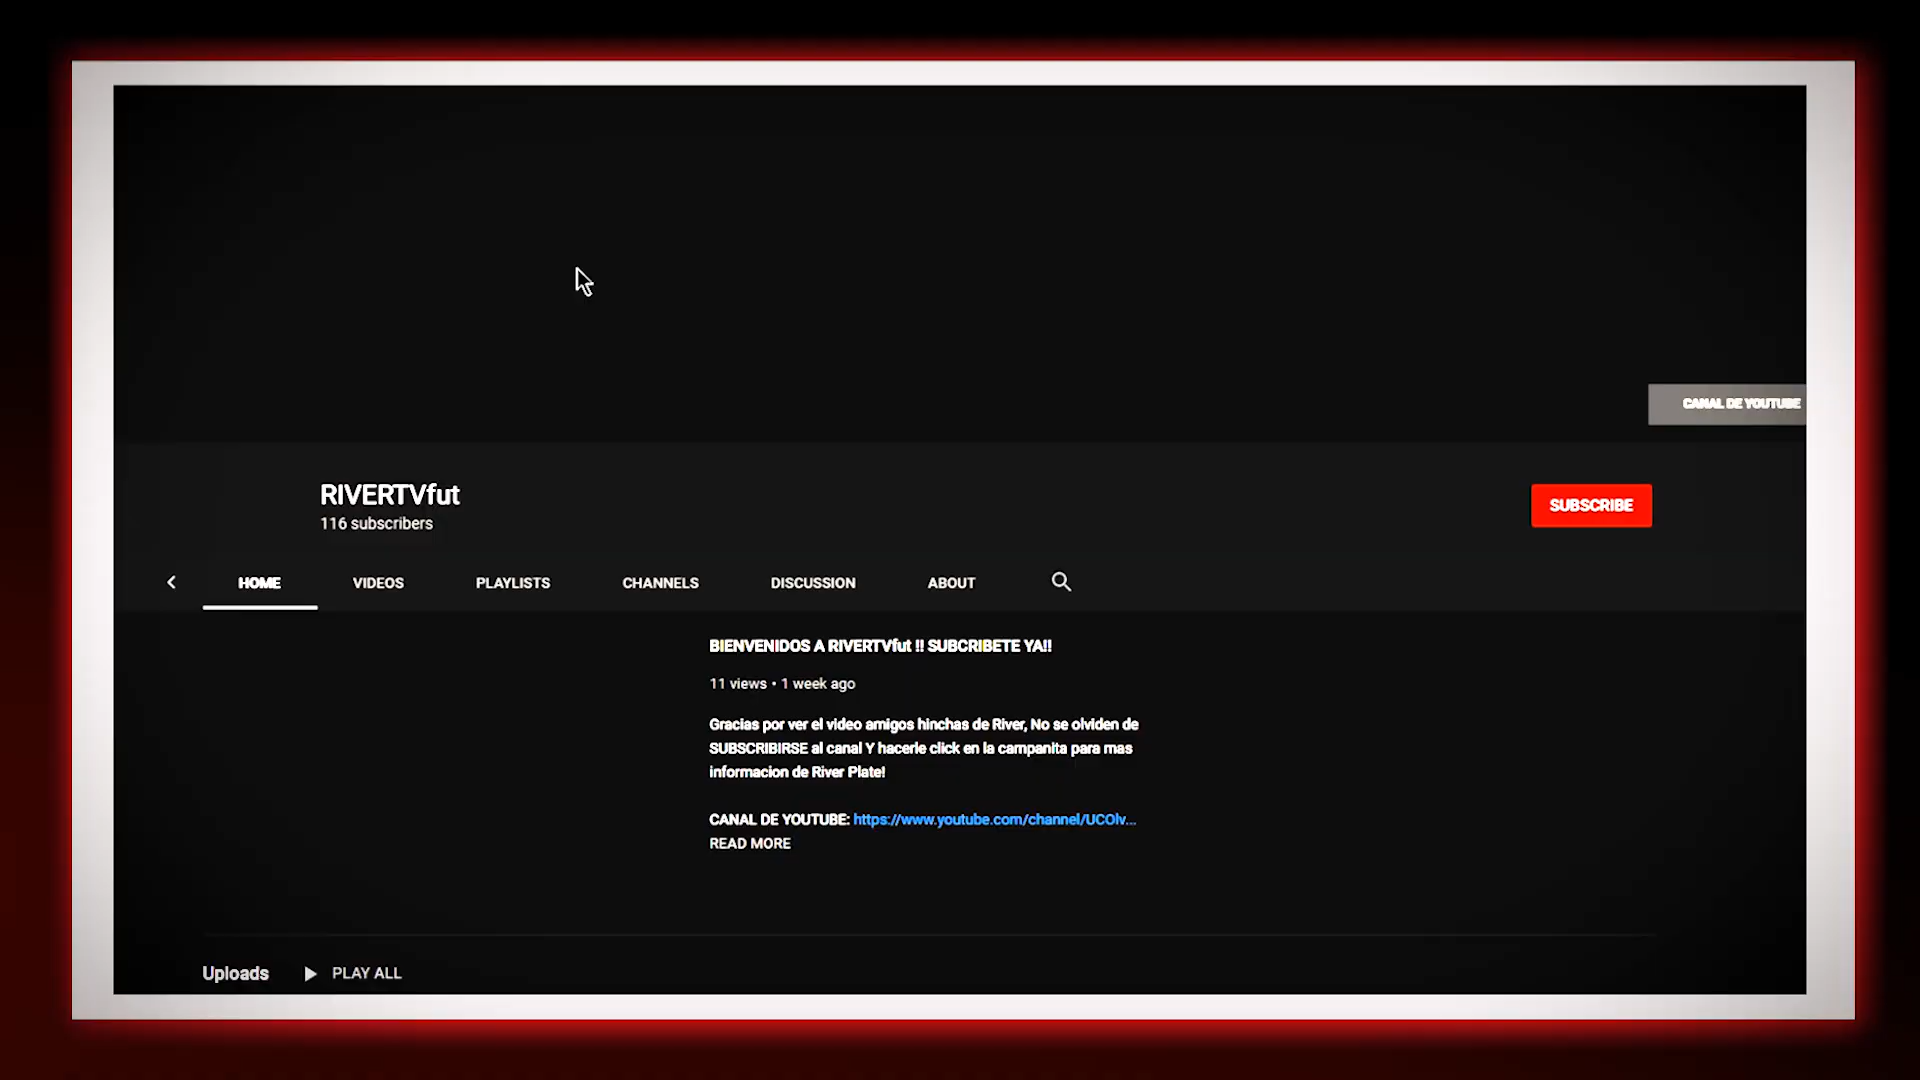 CANAL DE YOUTUBE
RIVERTVfut
116 subscribers
SUBSCRIBE
HOME VIDEOS PLAYLISTS CHANNELS DISCUSSION ABOUT
BIENVENIDOS A RIVERTVfut !! SUBCRIBETE YA!!
11 views • 1 week ago
Gracias por ver el video amigos hinchas de River, No se olviden de
SUBSCRIBIRSE al canal Y hacerle click en la campanita para mas
informacion de River Plate!
CANAL DE YOUTUBE: https://www.youtube.com/channel/UCOlv...
READ MORE
Uploads PLAY ALL